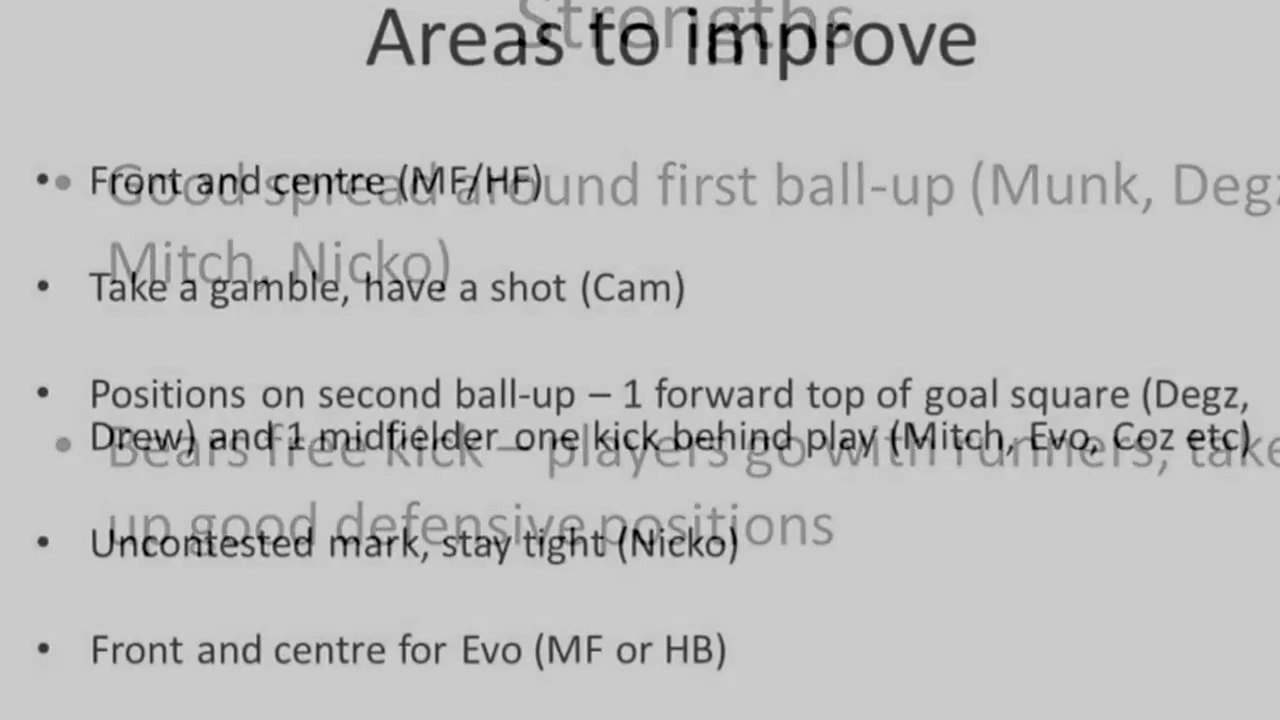 Strengths
Areas to improve
• Front and centre (MF/HF)
• Good spread around first ball-up (Munk, Degz
Mitch, Nicko)
• Take a gamble, have a shot (Cam)
• Positions on second ball-up – 1 forward top of goal square (Degz,
Drew) and 1 midfielder one kick behind play (Mitch, Evo, Coz etc)
• Bears free kick – players go with runners, take
up good defensive positions
• Uncontested mark, stay tight (Nicko)
• Front and centre for Evo (MF or HB)